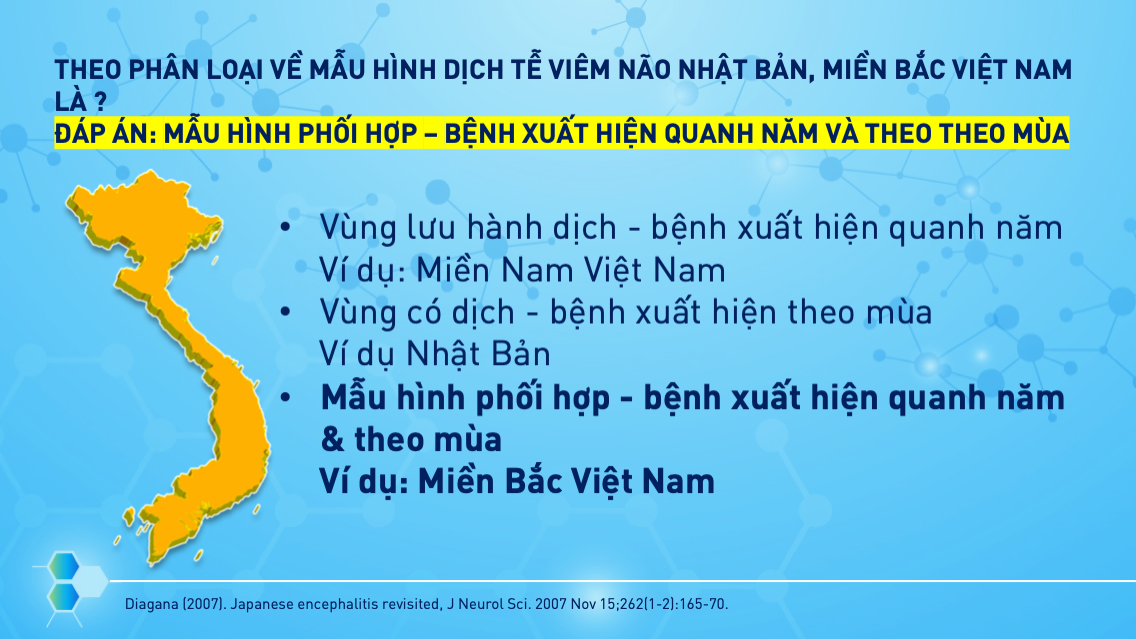 THEO PHÂN LOẠI VỀ MẪU HÌNH DỊCH TỄ VIÊM NÃO NHẬT BẢN, MIỀN BẮC VIỆT NAM
LÀ ?
ĐÁP ÁN: MẪU HÌNH PHỐI HỢP – BỆNH XUẤT HIỆN QUANH NĂM VÀ THEO THEO MÙA
• Vùng lưu hành dịch - bệnh xuất hiện quanh năm
Ví dụ: Miền Nam Việt Nam
• Vùng có dịch - bệnh xuất hiện theo mùa
Ví dụ Nhật Bản
• Mẫu hình phối hợp - bệnh xuất hiện quanh năm
& theo mùa
Ví dụ: Miền Bắc Việt Nam
Diagana (2007). Japanese encephalitis revisited, J Neurol Sci. 2007 Nov 15;262(1-2):165-70.